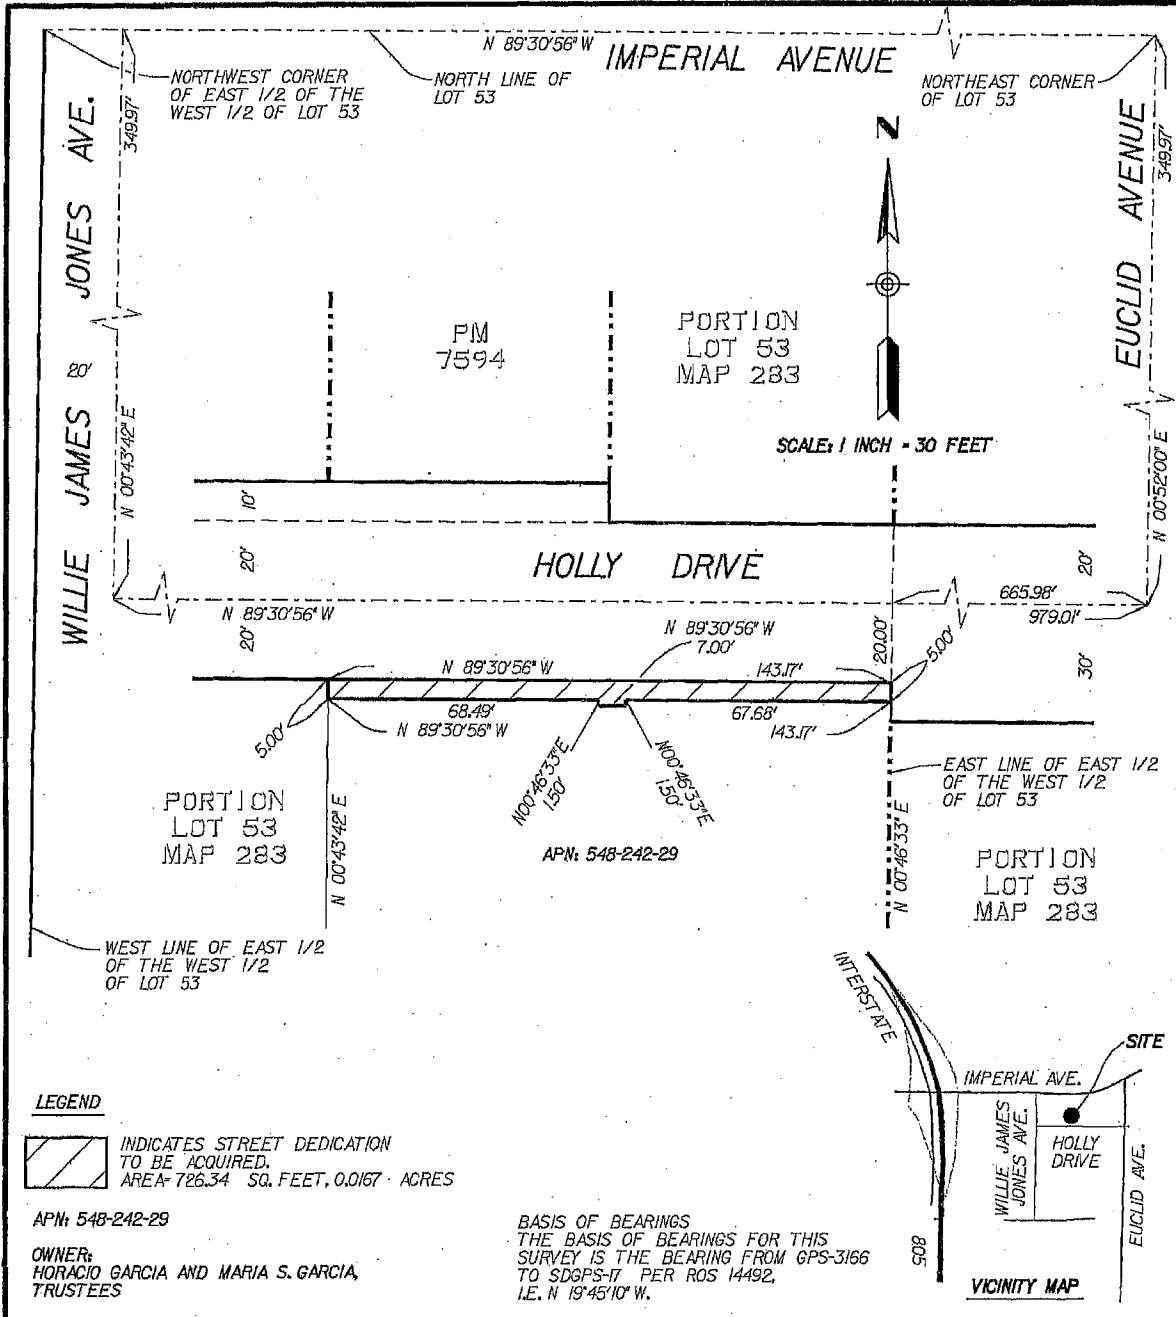 N 89°30'56" W
IMPERIAL AVENUE
NORTHWEST CORNER
OF EAST 1/2 OF THE
WEST 1/2 OF LOT 53
NORTH LINE OF
LOT 53
NORTHEAST CORNER
OF LOT 53
349.97'
WILLIE JAMES JONES AVE.
20'
N 00°43'42" E
EUCLID AVENUE
349.97'
N 00°52'00" E
N
PM
7594
PORTION
LOT 53
MAP 283
SCALE: 1 INCH = 30 FEET
10'
20'
HOLLY DRIVE
20'
N 89°30'56" W
665.98'
979.01'
20'
N 89°30'56" W
7.00'
20.00'
5.00'
30'
N 89°30'56" W
143.17'
68.49'
67.68'
143.17'
5.00'
N 89°30'56" W
N00°46'33"E
1.50'
N00°46'33"E
1.50'
EAST LINE OF EAST 1/2
OF THE WEST 1/2
OF LOT 53
PORTION
LOT 53
MAP 283
N 00°43'42" E
APN: 548-242-29
N 00°46'33" E
PORTION
LOT 53
MAP 283
WEST LINE OF EAST 1/2
OF THE WEST 1/2
OF LOT 53
INTERSTATE
805
SITE
IMPERIAL AVE.
WILLIE JAMES
JONES AVE.
HOLLY
DRIVE
EUCLID AVE.
VICINITY MAP
LEGEND
INDICATES STREET DEDICATION
TO BE ACQUIRED.
AREA= 726.34 SQ. FEET, 0.0167 ACRES
APN: 548-242-29
OWNER:
HORACIO GARCIA AND MARIA S. GARCIA,
TRUSTEES
BASIS OF BEARINGS
THE BASIS OF BEARINGS FOR THIS
SURVEY IS THE BEARING FROM GPS-3166
TO SDGPS-17 PER ROS 14492,
I.E. N 19°45'10" W.